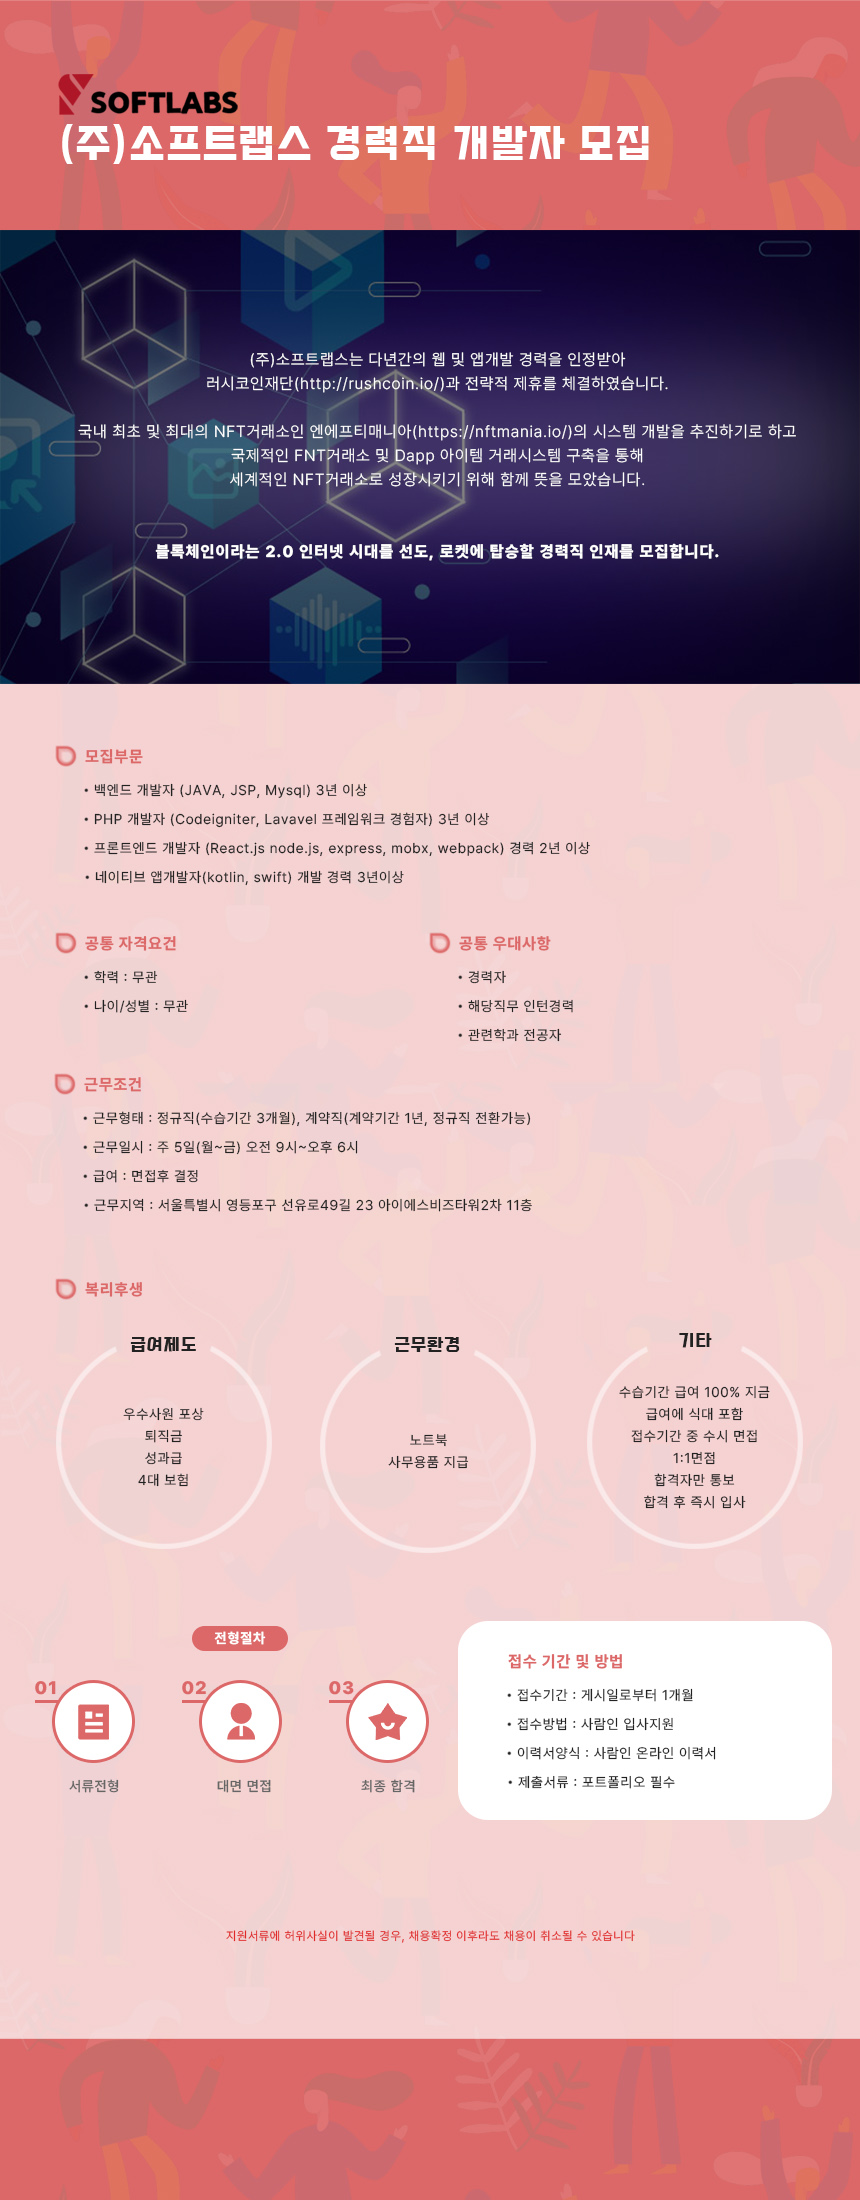 SOFTLABS
(주)소프트랩스 경력직 개발자 모집
(주)소프트랩스는 다년간의 웹 및 앱개발 경력을 인정받아
러시코인재단(http://rushcoin.io/)과 전략적 제휴를 체결하였습니다.
국내 최초 및 최대의 NFT거래소인 엔에프티매니아(https://nftmania.io/)의 시스템 개발을 추진하기로 하고
국제적인 FNT거래소 및 Dapp 아이템 거래시스템 구축을 통해
세계적인 NFT거래소로 성장시키기 위해 함께 뜻을 모았습니다.
블록체인이라는 2.0 인터넷 시대를 선도, 로켓에 탑승할 경력직 인재를 모집합니다.
모집부문
• 백엔드 개발자 (JAVA, JSP, Mysql) 3년 이상
• PHP 개발자 (Codeigniter, Lavavel 프레임워크 경험자) 3년 이상
• 프론트엔드 개발자 (React.js node.js, express, mobx, webpack) 경력 2년 이상
• 네이티브 앱개발자(kotlin, swift) 개발 경력 3년이상
공통 자격요건
• 학력 : 무관
• 나이/성별 : 무관
공통 우대사항
• 경력자
• 해당직무 인턴경력
• 관련학과 전공자
근무조건
• 근무형태 : 정규직(수습기간 3개월), 계약직(계약기간 1년, 정규직 전환가능)
• 근무일시 : 주 5일(월~금) 오전 9시~오후 6시
• 급여 : 면접후 결정
• 근무지역 : 서울특별시 영등포구 선유로49길 23 아이에스비즈타워2차 11층
복리후생
급여제도
우수사원 포상
퇴직금
성과급
4대 보험
근무환경
노트북
사무용품 지급
기타
수습기간 급여 100% 지금
급여에 식대 포함
접수기간 중 수시 면접
1:1면점
합격자만 통보
합격 후 즉시 입사
전형절차
01
서류전형
02
대면 면접
03
최종 합격
접수 기간 및 방법
• 접수기간 : 게시일로부터 1개월
• 접수방법 : 사람인 입사지원
• 이력서양식 : 사람인 온라인 이력서
• 제출서류 : 포트폴리오 필수
지원서류에 허위사실이 발견될 경우, 채용확정 이후라도 채용이 취소될 수 있습니다